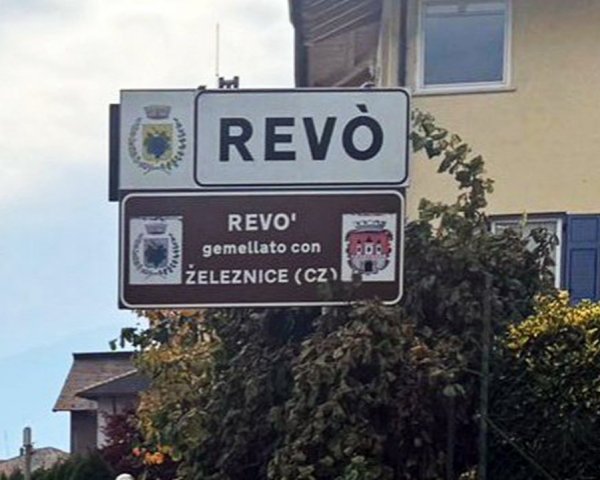 REVÒ
REVO'
gemellato con
ŽELEZNICE (CZ)